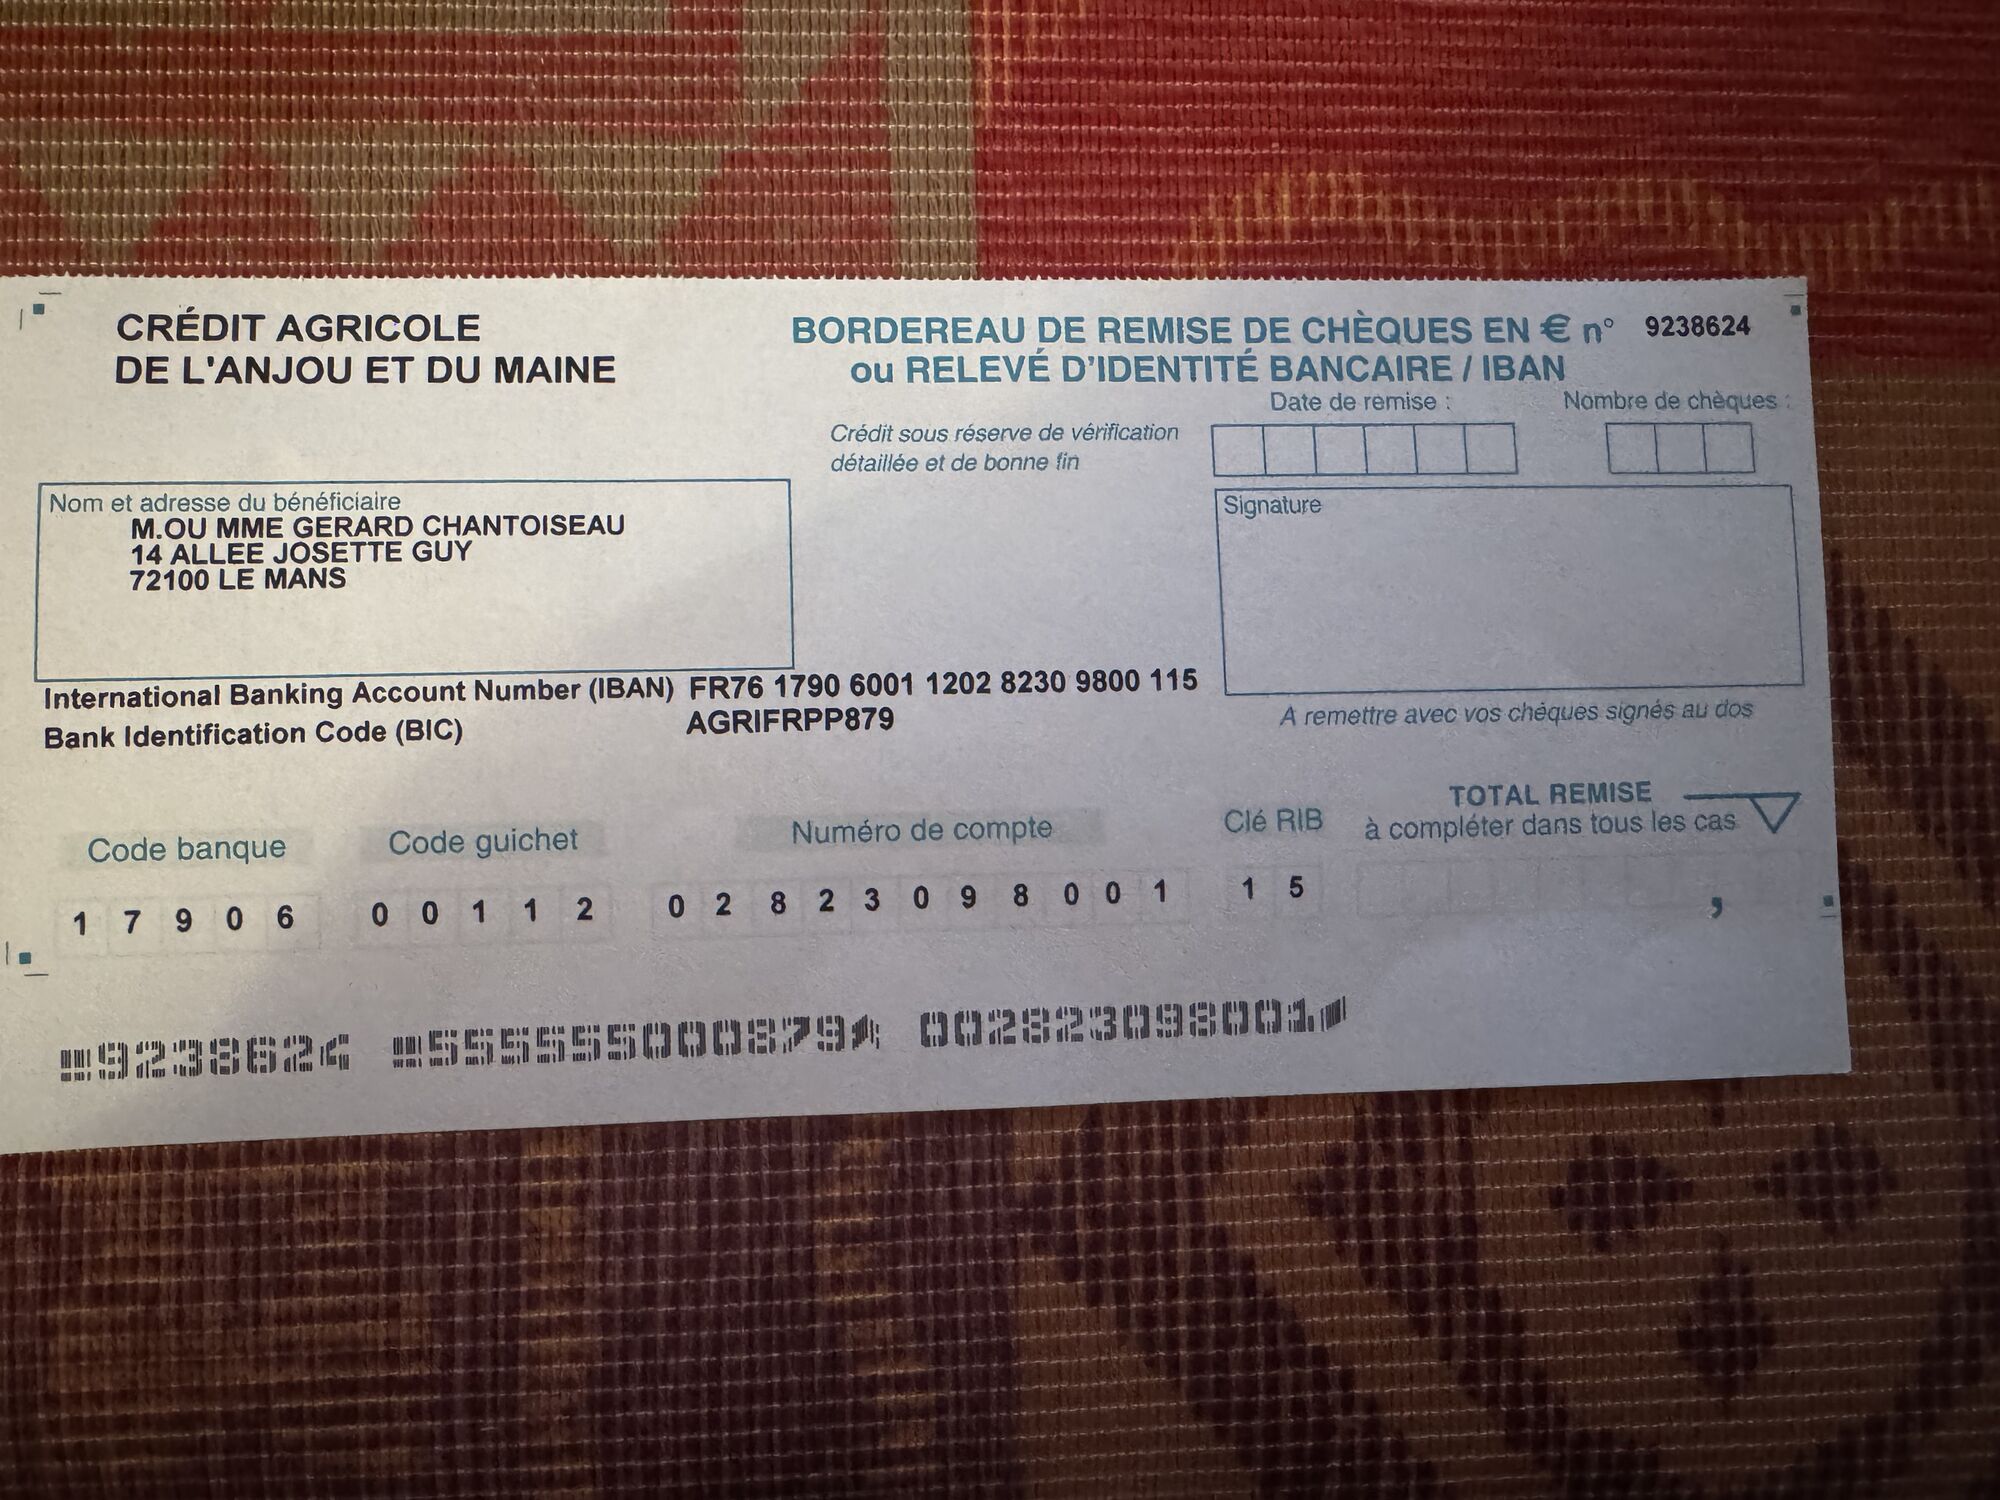 CRÉDIT AGRICOLE
DE L'ANJOU ET DU MAINE
BORDEREAU DE REMISE DE CHÈQUES EN € n° 9238624
ou RELEVÉ D'IDENTITÉ BANCAIRE / IBAN
Date de remise :
Nombre de chèques :
Crédit sous réserve de vérification
détaillée et de bonne fin
Nom et adresse du bénéficiaire
M.OU MME GERARD CHANTOISEAU
14 ALLEE JOSETTE GUY
72100 LE MANS
Signature
International Banking Account Number (IBAN) FR76 1790 6001 1202 8230 9800 115
Bank Identification Code (BIC) AGRIFRPP879
A remettre avec vos chèques signés au dos
TOTAL REMISE
à compléter dans tous les cas
Code banque Code guichet Numéro de compte Clé RIB
1 7 9 0 6 0 0 1 1 2 0 2 8 2 3 0 9 8 0 0 1 1 5 ,
9238624 555555000879 002823098001